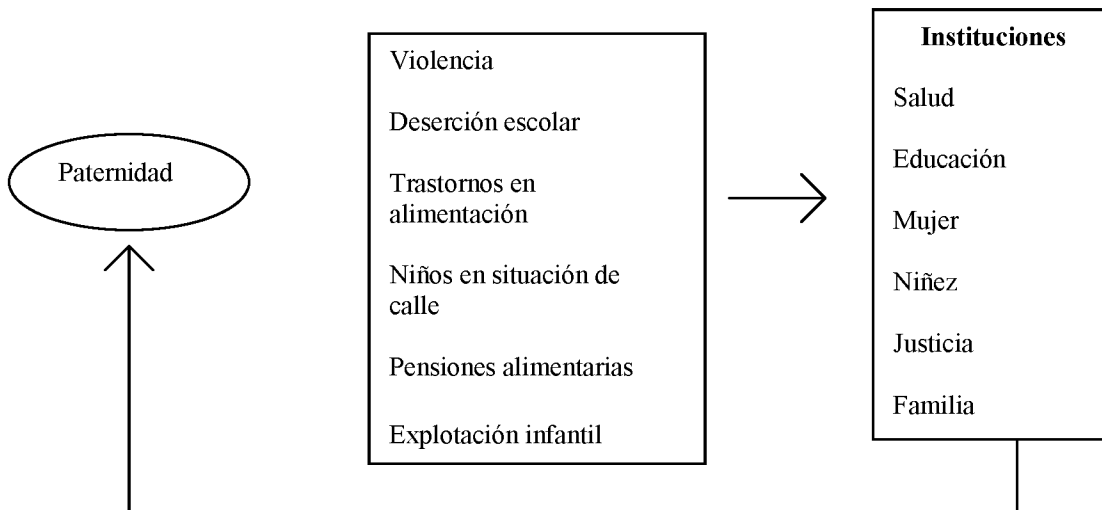 Paternidad
Violencia
Deserción escolar
Trastornos en
alimentación
Niños en situación de
calle
Pensiones alimentarias
Explotación infantil
Instituciones
Salud
Educación
Mujer
Niñez
Justicia
Familia